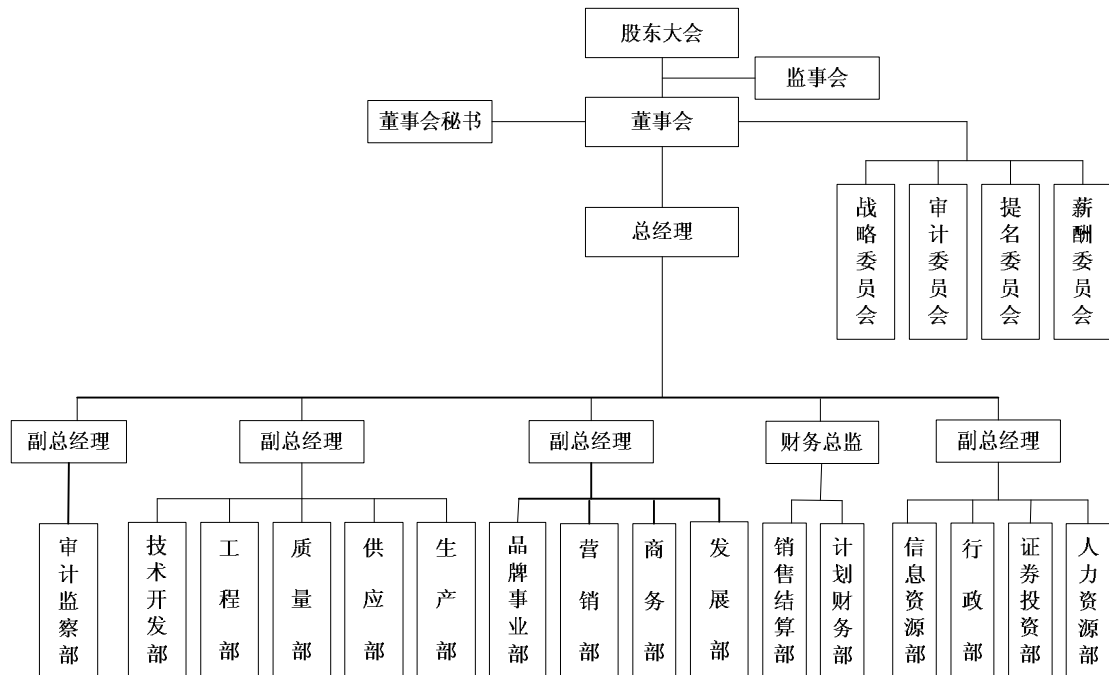 股东大会
监事会
董事会秘书
董事会
战略委员会
审计委员会
提名委员会
薪酬委员会
总经理
副总经理
副总经理
副总经理
财务总监
副总经理
审计监察部
技术开发部
工程部
质量部
供应部
生产部
品牌事业部
营销部
商务部
发展部
销售结算部
计划财务部
信息资源部
行政部
证券投资部
人力资源部